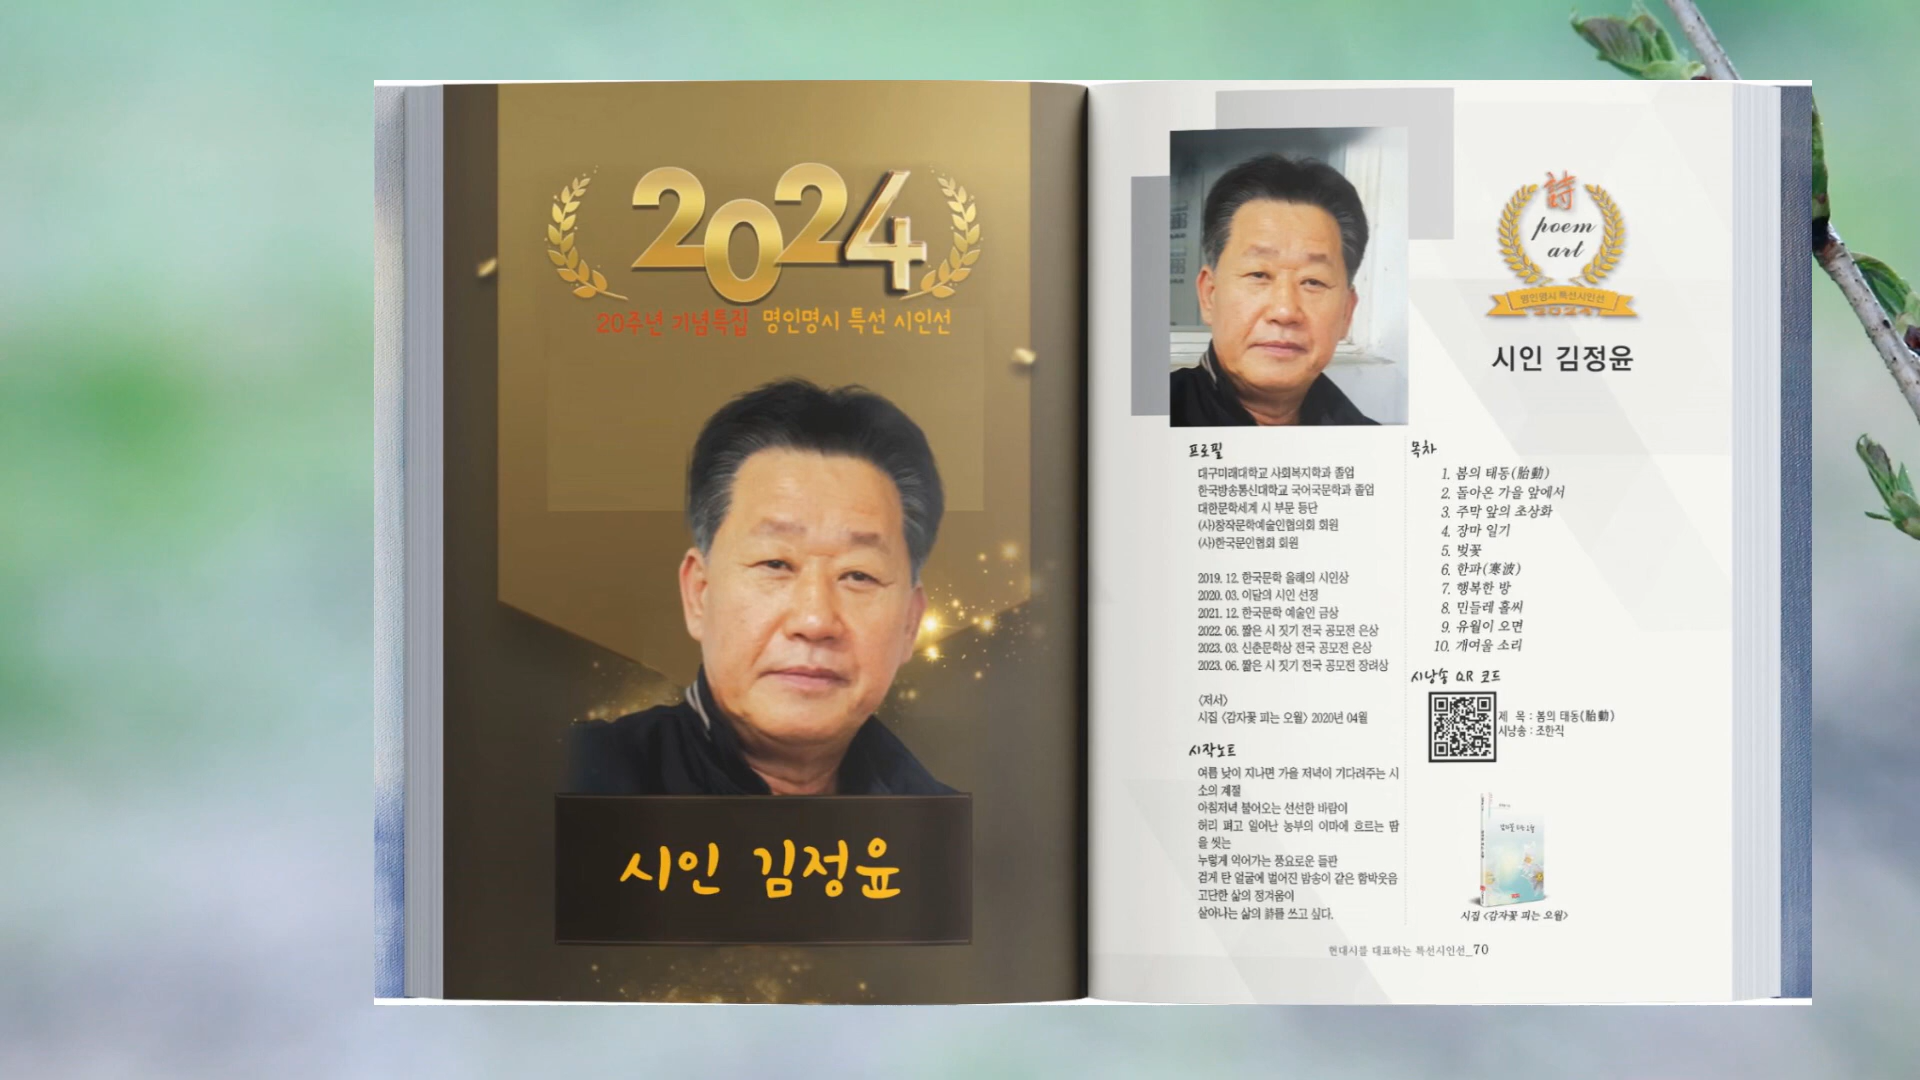 2024
20주년 기념특집 명인명시 특선 시인선
시인 김정윤
詩
poem
art
명인명시 특선시인선
시인 김정윤
프로필
대구미래대학교 사회복지학과 졸업
한국방송통신대학교 국어국문학과 졸업
대한문학세계 시 부문 등단
(사)창작문학예술인협의회 회원
(사)한국문인협회 회원
2019. 12. 한국문학 올해의 시인상
2020. 03. 이달의 시인 선정
2021. 12. 한국문학 예술인 금상
2022. 06. 짧은 시 짓기 전국 공모전 은상
2023. 03. 신춘문학상 전국 공모전 은상
2023. 06. 짧은 시 짓기 전국 공모전 장려상
〈저서〉
시집 〈감자꽃 피는 오월〉 2020년 04월
시작노트
여름 낮이 지나면 가을 저녁이 기다려주는 시
소의 계절
아침저녁 불어오는 선선한 바람이
허리 펴고 일어난 농부의 이마에 흐르는 땀
을 씻는
누렇게 익어가는 풍요로운 들판
검게 탄 얼굴에 벌어진 밤송이 같은 함박웃음
고단한 삶의 정겨움이
살아나는 삶의 詩를 쓰고 싶다.
목차
1. 봄의 태동(胎動)
2. 돌아온 가을 앞에서
3. 주막 앞의 초상화
4. 장마 일기
5. 벚꽃
6. 한파(寒波)
7. 행복한 방
8. 민들레 홀씨
9. 유월이 오면
10. 개여울 소리
시낭송 QR 코드
제 목 : 봄의 태동(胎動)
시낭송 : 조한직
시집 〈감자꽃 피는 오월〉
현대시를 대표하는 특선시인선_70